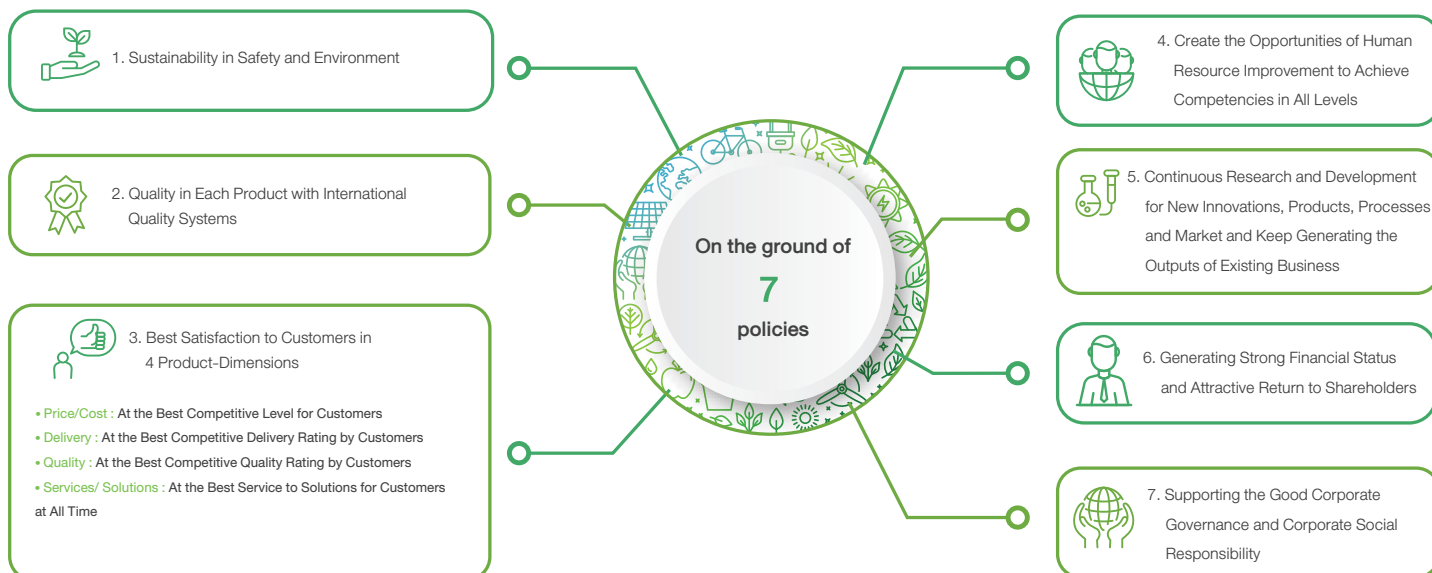 1. Sustainability in Safety and Environment
2. Quality in Each Product with International
Quality Systems
3. Best Satisfaction to Customers in
4 Product-Dimensions
• Price/Cost : At the Best Competitive Level for Customers
• Delivery : At the Best Competitive Delivery Rating by Customers
• Quality : At the Best Competitive Quality Rating by Customers
• Services/ Solutions : At the Best Service to Solutions for Customers
at All Time
On the ground of
7
policies
4. Create the Opportunities of Human
Resource Improvement to Achieve
Competencies in All Levels
5. Continuous Research and Development
for New Innovations, Products, Processes
and Market and Keep Generating the
Outputs of Existing Business
6. Generating Strong Financial Status
and Attractive Return to Shareholders
7. Supporting the Good Corporate
Governance and Corporate Social
Responsibility